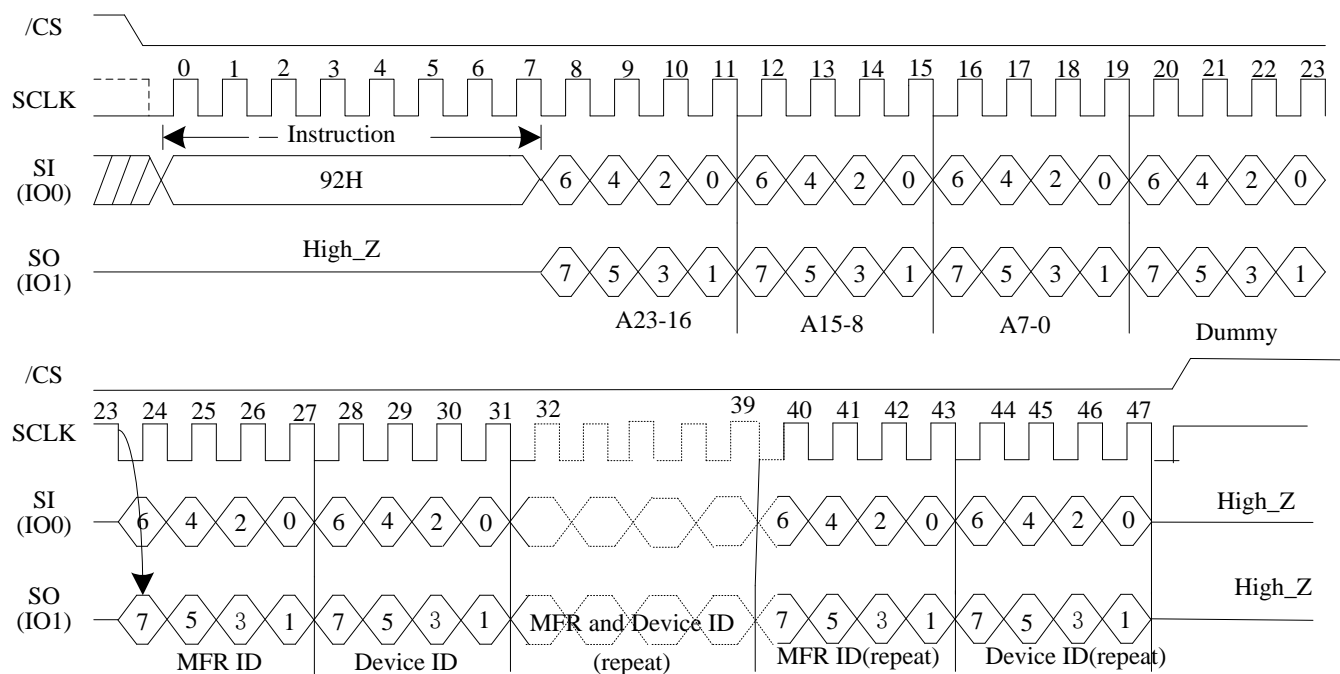 /CS
0 1 2 3 4 5 6 7 8 9 10 11 12 13 14 15 16 17 18 19 20 21 22 23
SCLK
Instruction
SI
(IO0)
92H 6 4 2 0 6 4 2 0 6 4 2 0 6 4 2 0
SO
(IO1)
High_Z 7 5 3 1 7 5 3 1 7 5 3 1 7 5 3 1
A23-16 A15-8 A7-0 Dummy
/CS
23 24 25 26 27 28 29 30 31 32 39 40 41 42 43 44 45 46 47
SCLK
SI
(IO0)
6 4 2 0 6 4 2 0 6 4 2 0 6 4 2 0 High_Z
SO
(IO1)
7 5 3 1 7 5 3 1 MFR and Device ID 7 5 3 1 7 5 3 1 High_Z
MFR ID Device ID (repeat) MFR ID(repeat) Device ID(repeat)